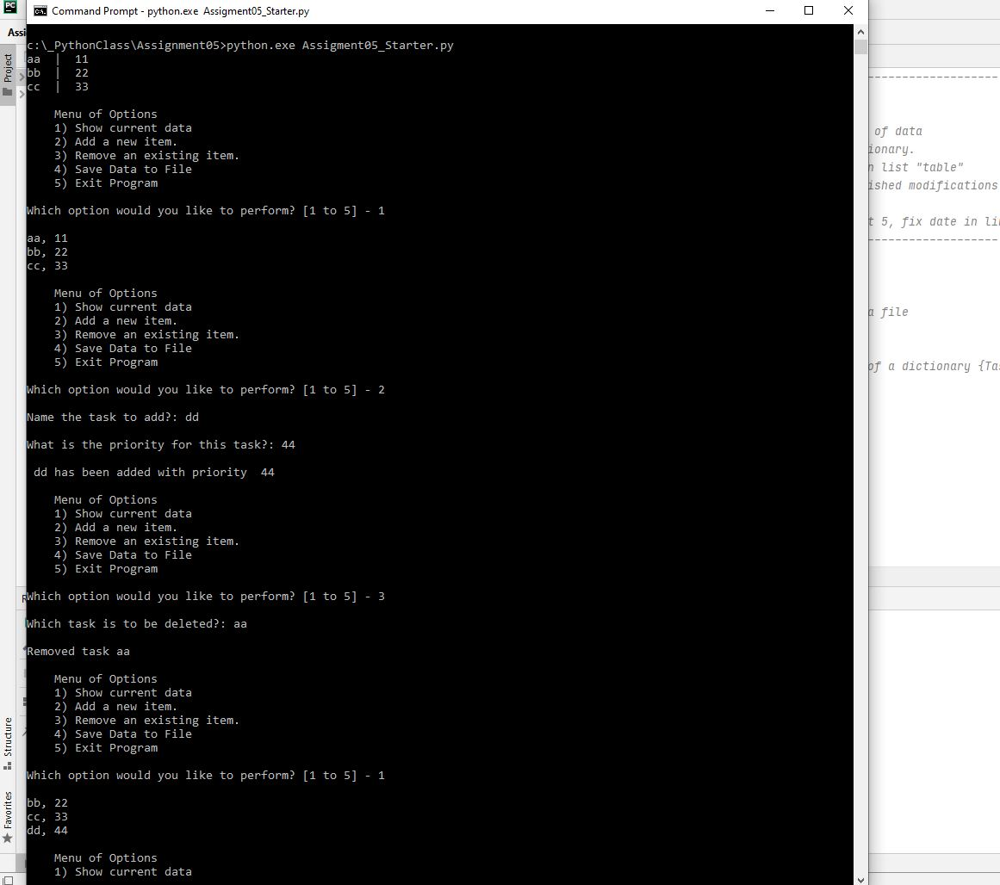 PC
Command Prompt - python.exe Assigment05_Starter.py
Assi
Project
c:\_PythonClass\Assignment05>python.exe Assigment05_Starter.py
aa | 11
bb | 22
cc | 33
Menu of Options
1) Show current data
2) Add a new item.
3) Remove an existing item.
4) Save Data to File
5) Exit Program
Which option would you like to perform? [1 to 5] - 1
aa, 11
bb, 22
cc, 33
Menu of Options
1) Show current data
2) Add a new item.
3) Remove an existing item.
4) Save Data to File
5) Exit Program
Which option would you like to perform? [1 to 5] - 2
Name the task to add?: dd
What is the priority for this task?: 44
dd has been added with priority  44
Menu of Options
1) Show current data
2) Add a new item.
3) Remove an existing item.
4) Save Data to File
5) Exit Program
Which option would you like to perform? [1 to 5] - 3
Which task is to be deleted?: aa
Removed task aa
Menu of Options
1) Show current data
2) Add a new item.
3) Remove an existing item.
4) Save Data to File
5) Exit Program
Which option would you like to perform? [1 to 5] - 1
bb, 22
cc, 33
dd, 44
Menu of Options
1) Show current data
Structure
Favorites
of data
ionary.
n list "table"
ished modifications
t 5, fix date in li
a file
of a dictionary {Ta